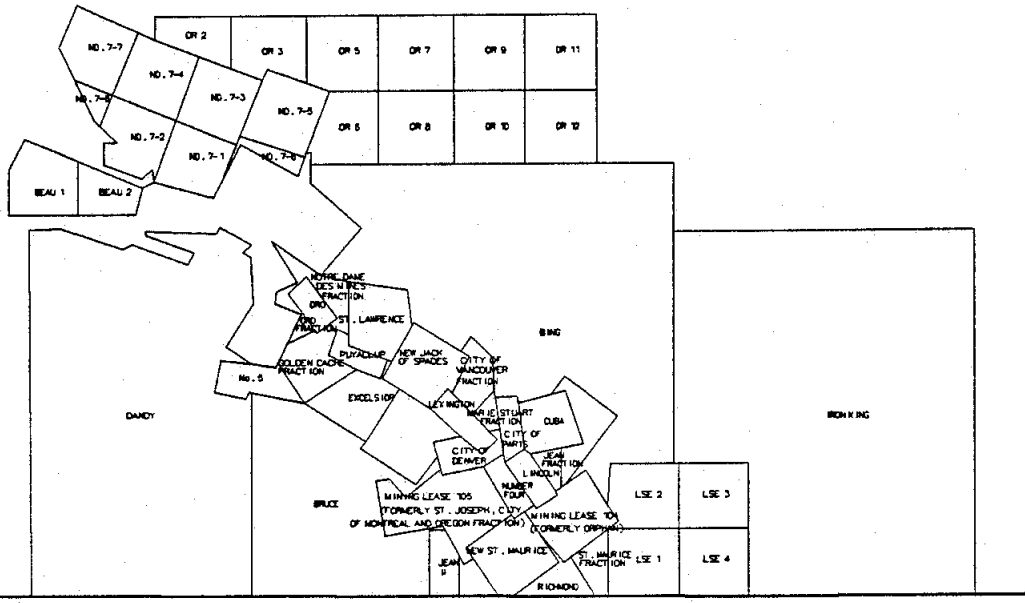 NO. 7-7
OR 2
OR 3
OR 5
OR 7
OR 9
OR 11
NO. 7-4
NO. 7-3
NO. 7-5
NO. 7-2
OR 6
OR 8
OR 10
OR 12
NO. 7-1
BEAU 1
BEAU 2
NOTRE DAME
DES MINES
FRACTION
ORO
ORO
FRACTION
ST. LAWRENCE
BING
PUYALLUP
GOLDEN CACHE
FRACTION
NEW JACK
OF SPADES
CITY OF
VANCOUVER
FRACTION
No. 5
EXCELSIOR
LEXINGTON
MARIE STUART
FRACTION
CUBA
DANDY
IRON KING
CITY OF
PARIS
CITY OF
DENVER
JEAN
FRACTION
LINCOLN
NUMBER
FOUR
BRUCE
MINING LEASE 105
(FORMERLY ST. JOSEPH, CITY
OF MONTREAL AND OREGON FRACTION)
MINING LEASE 104
(FORMERLY ORPHAN)
LSE 2
LSE 3
NEW ST. MAURICE
ST. MAURICE
FRACTION
LSE 1
LSE 4
JEAN
II
RICHMOND